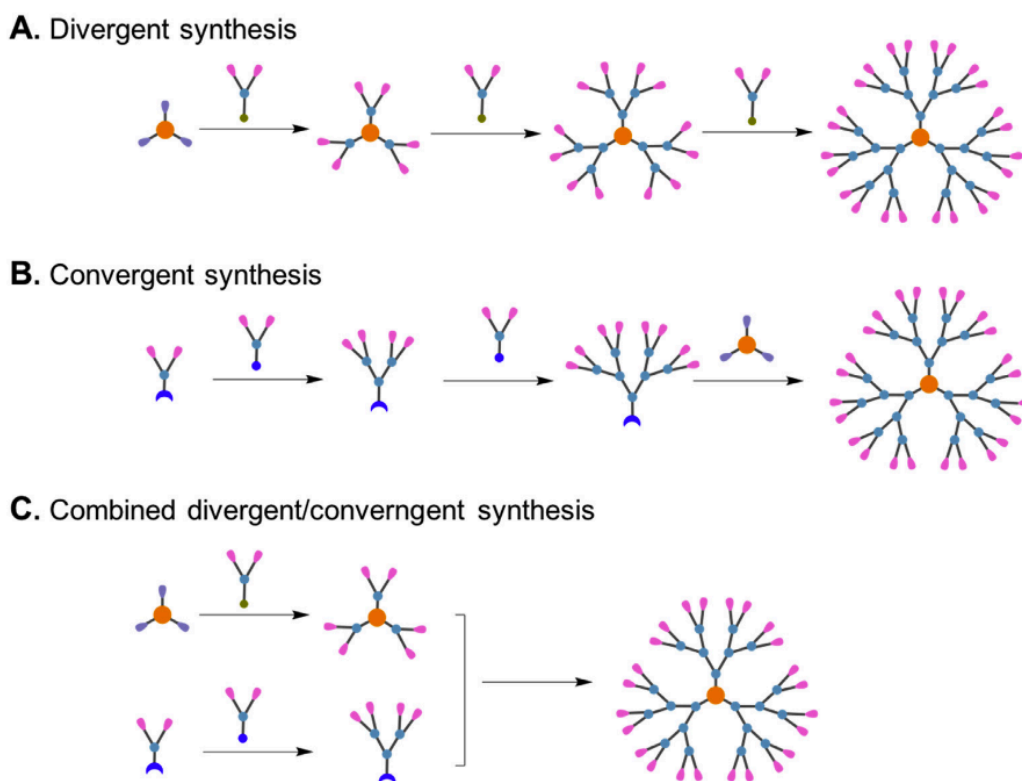 A. Divergent synthesis
B. Convergent synthesis
C. Combined divergent/converngent synthesis